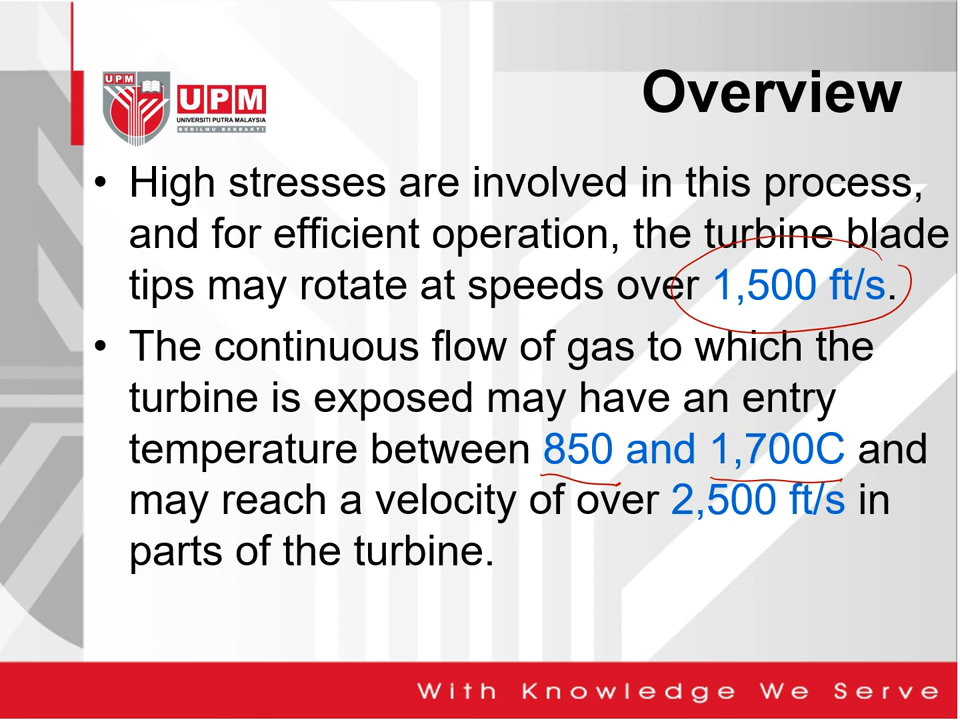 Overview
UPM
UPM
UNIVERSITI PUTRA MALAYSIA
BERILMU BERBAKTI
• High stresses are involved in this process,
and for efficient operation, the turbine blade
tips may rotate at speeds over 1,500 ft/s.
• The continuous flow of gas to which the
turbine is exposed may have an entry
temperature between 850 and 1,700C and
may reach a velocity of over 2,500 ft/s in
parts of the turbine.
With Knowledge We Serve